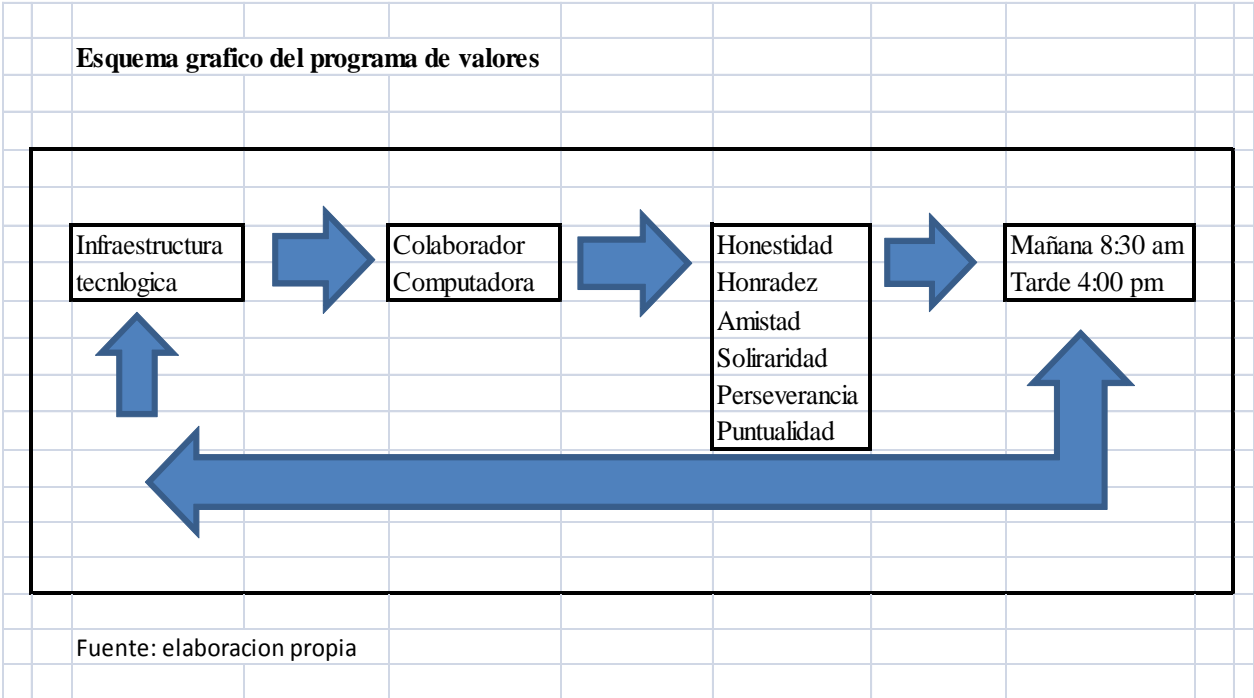 Esquema grafico del programa de valores
Infraestructura
tecnlogica
Colaborador
Computadora
Honestidad
Honradez
Amistad
Soliraridad
Perseverancia
Puntualidad
Mañana 8:30 am
Tarde 4:00 pm
Fuente: elaboracion propia